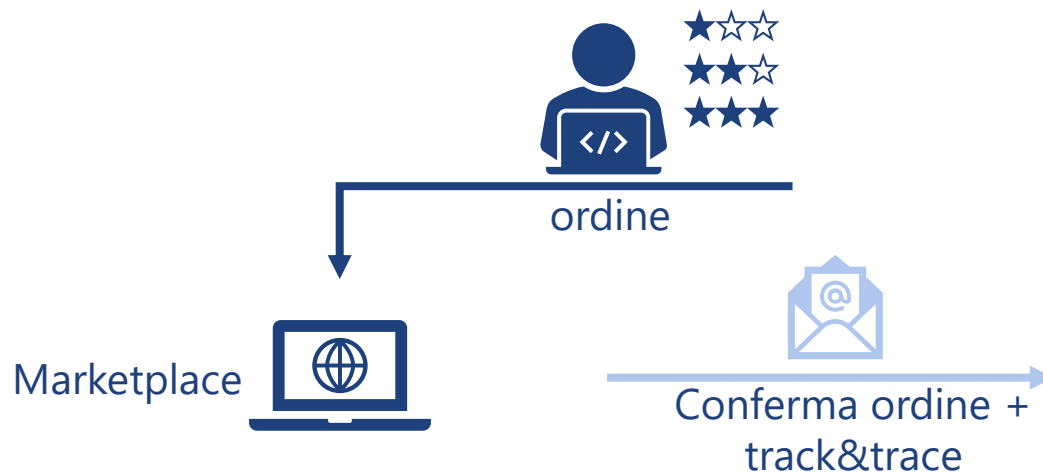 </>
ordine
@
Marketplace
Conferma ordine +
track&trace